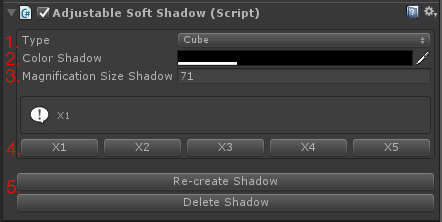 Adjustable Soft Shadow (Script)
1. Type Cube
2. Color Shadow
3. Magnification Size Shadow 71
X1
4. X1 X2 X3 X4 X5
5. Re-create Shadow
Delete Shadow